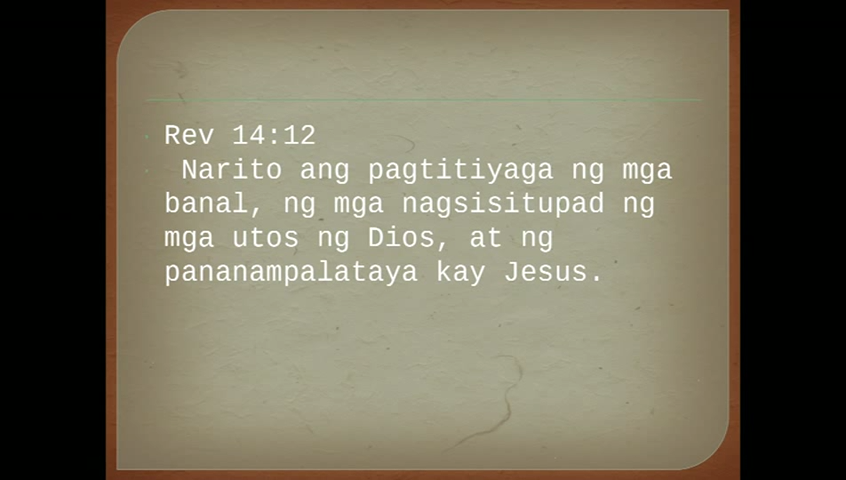 Rev 14:12
Narito ang pagtitiyaga ng mga
banal, ng mga nagsisitupad ng
mga utos ng Dios, at ng
pananampalataya kay Jesus.